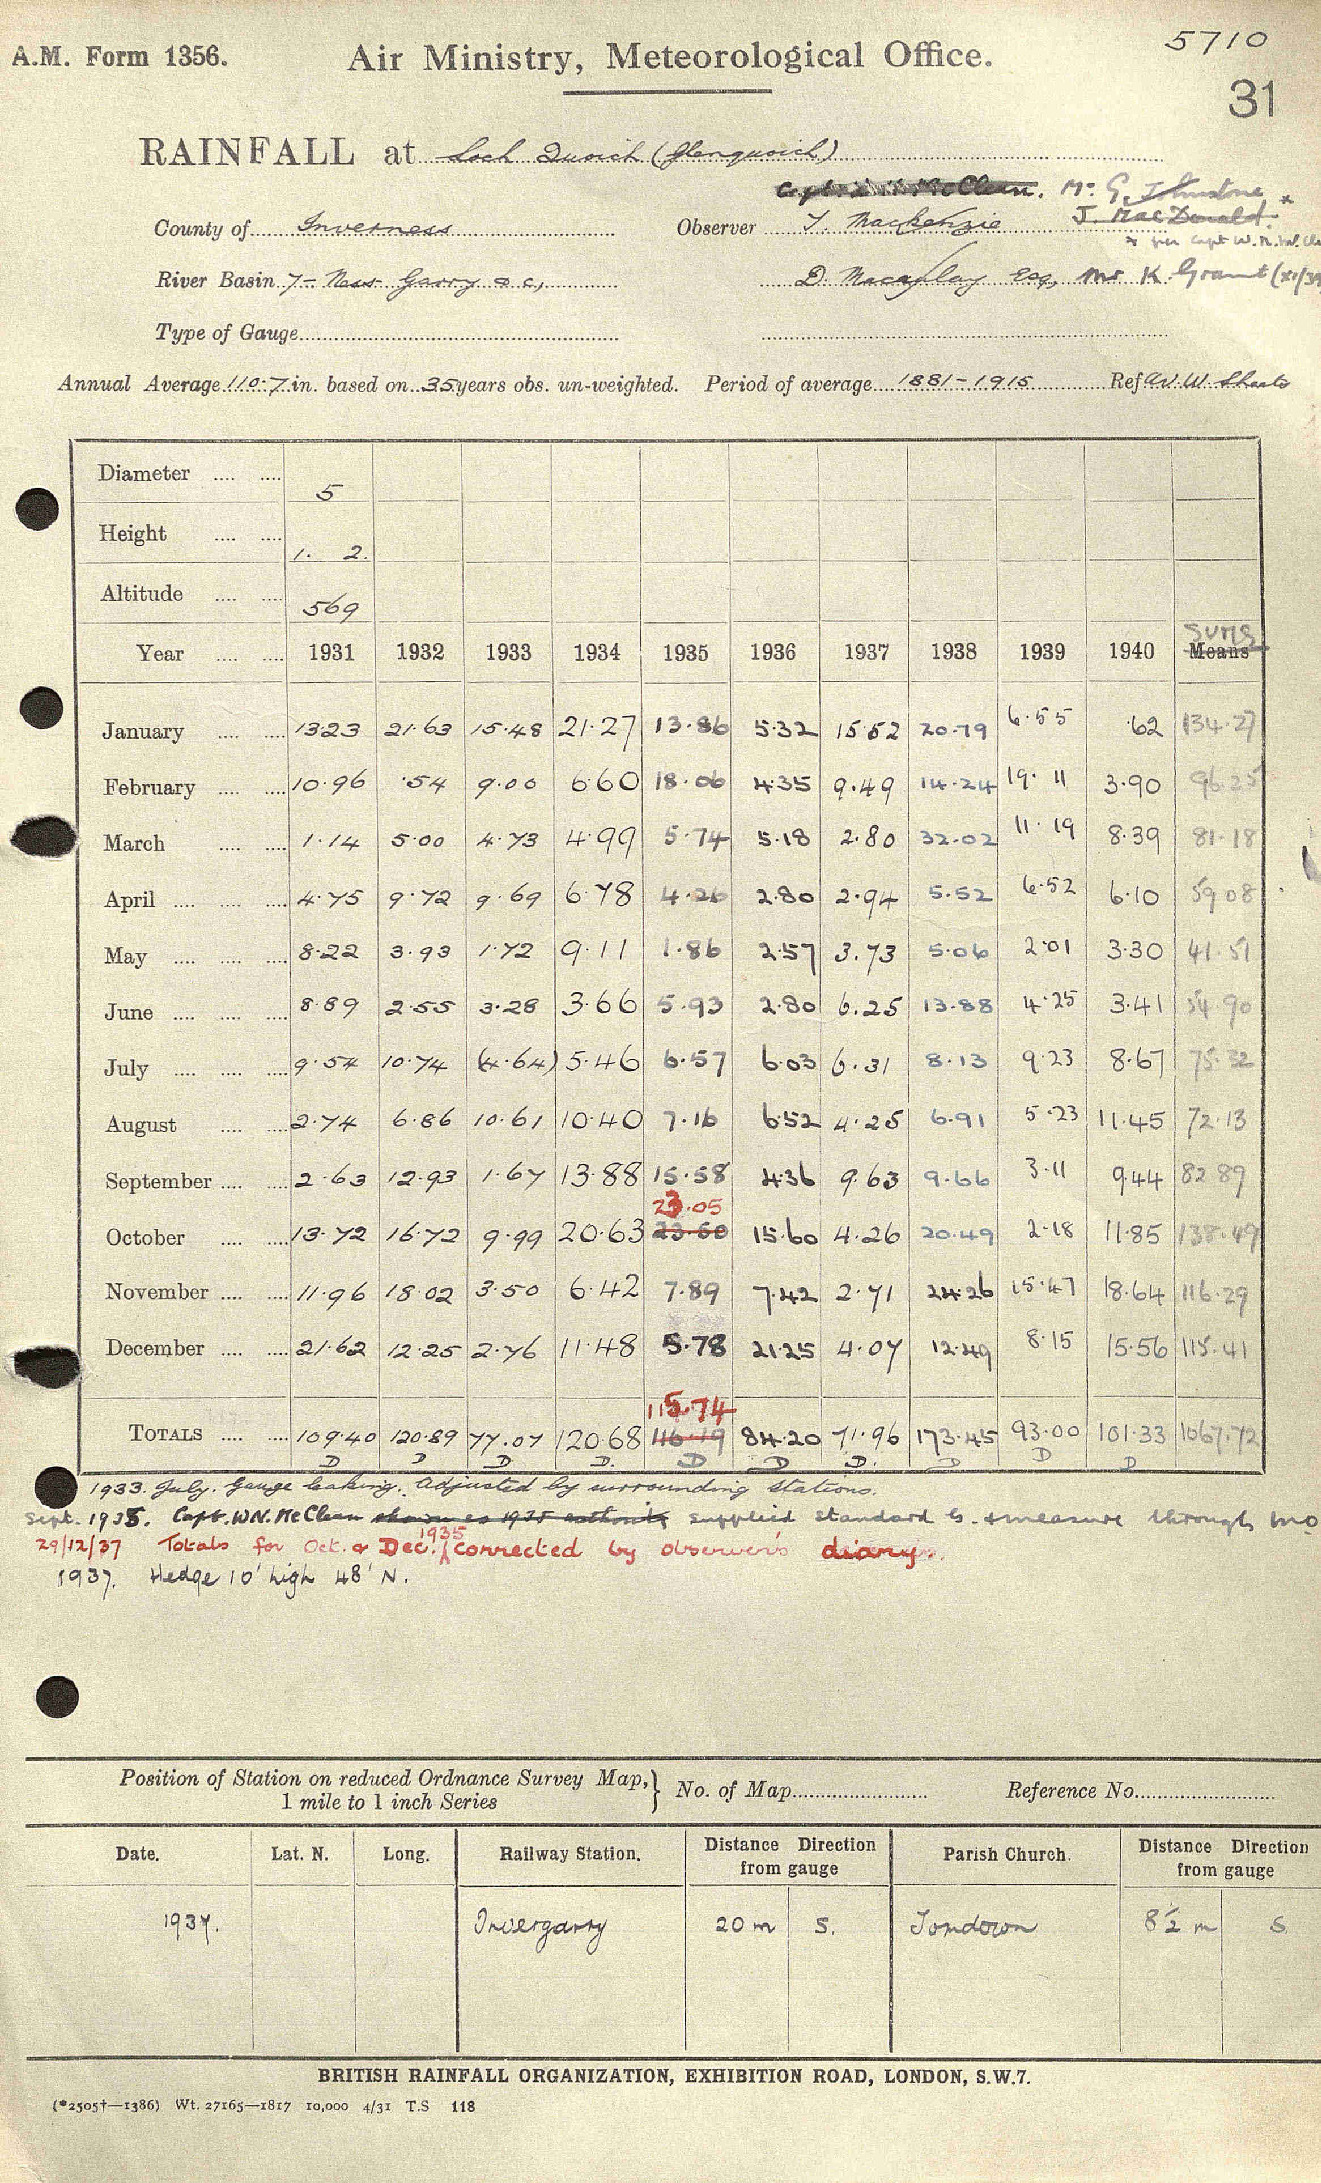 5710
A.M. Form 1356. Air Ministry, Meteorological Office.
31
RAINFALL at Loch Quoich (Glenquoich)
Capt. W.N. McClean. Mr. G. Johnstone *
County of Inverness Observer T. MacKenzie J. MacDonald.
* per Capt W.N. McCle
River Basin 7- Ness Garry &c, D. Macaulay Esq, Mr K. Grant (xi/39
Type of Gauge
Annual Average 110.7 in. based on 35 years obs. un-weighted. Period of average 1881-1915 Ref Av. W. Sheets
Diameter .... .... 5
Height .... .... 1. 2.
Altitude .... .... 569
Sums
Year .... .... 1931 1932 1933 1934 1935 1936 1937 1938 1939 1940 Means
January .... .... 13.23 21.63 15.48 21.27 13.86 5.32 15.52 20.79 6.55 .62 134.27
February .... .... 10.96 .54 9.00 6.60 18.06 4.35 9.49 14.24 19.11 3.90 96.25
March .... .... 1.14 5.00 4.73 4.99 5.74 5.18 2.80 32.02 11.19 8.39 81.18
April .... .... .... 4.75 9.72 9.69 6.78 4.26 2.80 2.94 5.52 6.52 6.10 59.08
May .... .... .... 8.22 3.93 1.72 9.11 1.86 2.57 3.73 5.06 2.01 3.30 41.51
June .... .... .... 8.89 2.55 3.28 3.66 5.93 2.80 6.25 13.88 4.25 3.41 54.90
July .... .... .... 9.54 10.74 (4.64) 5.46 6.57 6.03 6.31 8.13 9.23 8.67 75.32
August .... .... 2.74 6.86 10.61 10.40 7.16 6.52 4.25 6.91 5.23 11.45 72.13
September .... .... 2.63 12.93 1.67 13.88 15.58 4.36 9.63 9.66 3.11 9.44 82.89
23.05
October .... .... 13.72 16.72 9.99 20.63 23.50 15.60 4.26 20.49 2.18 11.85 138.49
November .... .... 11.96 18.02 3.50 6.42 7.89 7.42 2.71 24.26 15.47 18.64 116.29
December .... .... 21.62 12.25 2.76 11.48 5.78 21.25 4.07 12.49 8.15 15.56 115.41
115.74
TOTALS .... .... 109.40 120.89 77.07 120.68 116.19 84.20 71.96 173.45 93.00 101.33 1067.72
D D D D. D D D. D D D
1933. July. Gauge leaking. Adjusted by surrounding stations.
Sept. 1935. Capt. W.N. McClean shown as 1935 authority supplied standard G. & measure through MO
29/12/37 Totals for Oct. & Dec. 1935 corrected by observer's diary.
1937. Hedge 10' high 48' N.
Position of Station on reduced Ordnance Survey Map,} No. of Map Reference No.
1 mile to 1 inch Series
Date. Lat. N. Long. Railway Station. Distance Direction Parish Church. Distance Direction
from gauge from gauge
1937. Invergarry 20 m S. Tomdoun 8½ m S
BRITISH RAINFALL ORGANIZATION, EXHIBITION ROAD, LONDON, S.W.7.
(*2505†—1386) Wt. 27165—1817 10,000 4/31 T.S 118